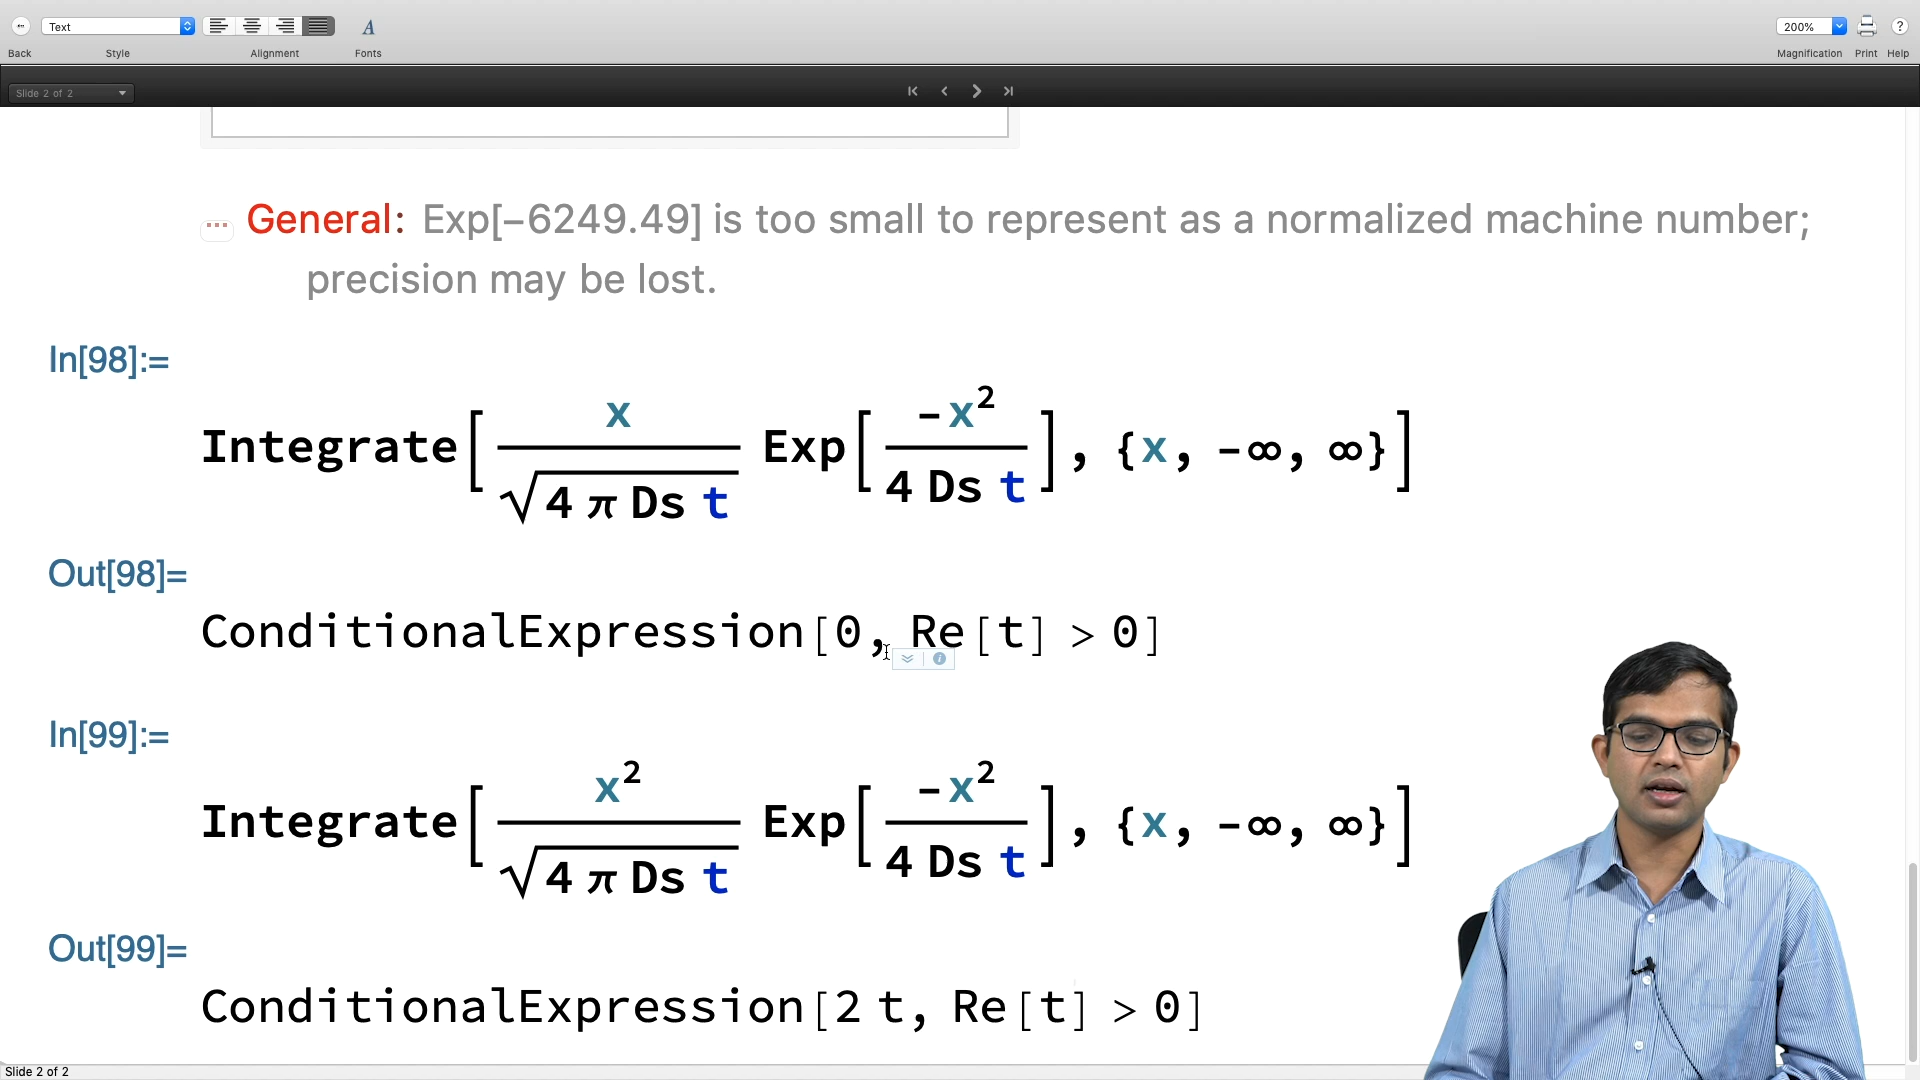 Text
200%
Back Style Alignment Fonts Magnification Print Help
Slide 2 of 2
General: Exp[−6249.49] is too small to represent as a normalized machine number;
precision may be lost.
In[98]:=
Integrate[x/√(4 π Ds t) Exp[−x²/(4 Ds t)], {x, −∞, ∞}]
Out[98]=
ConditionalExpression[0, Re[t] > 0]
In[99]:=
Integrate[x²/√(4 π Ds t) Exp[−x²/(4 Ds t)], {x, −∞, ∞}]
Out[99]=
ConditionalExpression[2 t, Re[t] > 0]
Slide 2 of 2